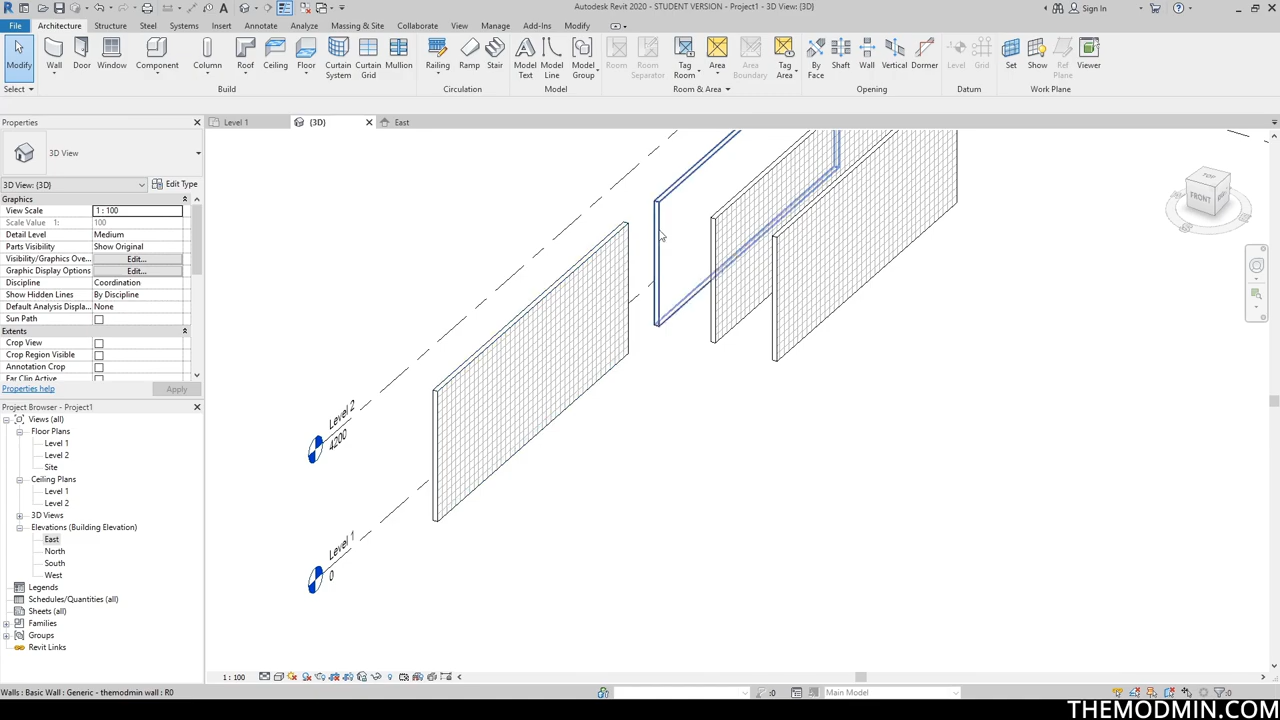 Autodesk Revit 2020 - STUDENT VERSION - Project1 - 3D View: {3D}
Sign In
File Architecture Structure Steel Systems Insert Annotate Analyze Massing & Site Collaborate View Manage Add-Ins Modify
Modify Wall Door Window Component Column Roof Ceiling Floor Curtain System Curtain Grid Mullion Railing Ramp Stair Model Text Model Line Model Group Room Room Separator Tag Room Area Area Boundary Tag Area By Face Shaft Wall Vertical Dormer Level Grid Set Show Ref Plane Viewer
Select Build Circulation Model Room & Area Opening Datum Work Plane
Properties
Level 1 {3D} East
3D View
3D View: {3D} Edit Type
Graphics
View Scale 1 : 100
Scale Value 1: 100
Detail Level Medium
Parts Visibility Show Original
Visibility/Graphics Ove... Edit...
Graphic Display Options Edit...
Discipline Coordination
Show Hidden Lines By Discipline
Default Analysis Displa... None
Sun Path
Extents
Crop View
Crop Region Visible
Annotation Crop
Far Clip Active
Properties help Apply
Project Browser - Project1
Views (all)
Floor Plans
Level 1
Level 2
Site
Ceiling Plans
Level 1
Level 2
3D Views
Elevations (Building Elevation)
East
North
South
West
Legends
Schedules/Quantities (all)
Sheets (all)
Families
Groups
Revit Links
TOP
FRONT
Level 2
4200
Level 1
0
1 : 100
Walls : Basic Wall : Generic - themodmin wall : R0
:0
Main Model
:0
THEMODMIN.COM